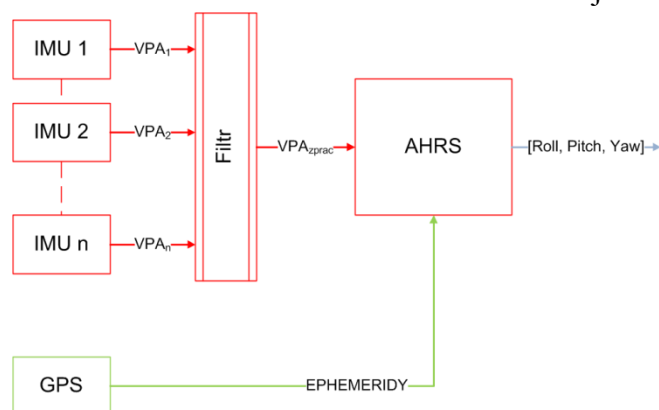 IMU 1
VPA1
IMU 2
VPA2
IMU n
VPAn
Filtr
VPAzprac
AHRS
[Roll, Pitch, Yaw]
GPS
EPHEMERIDY